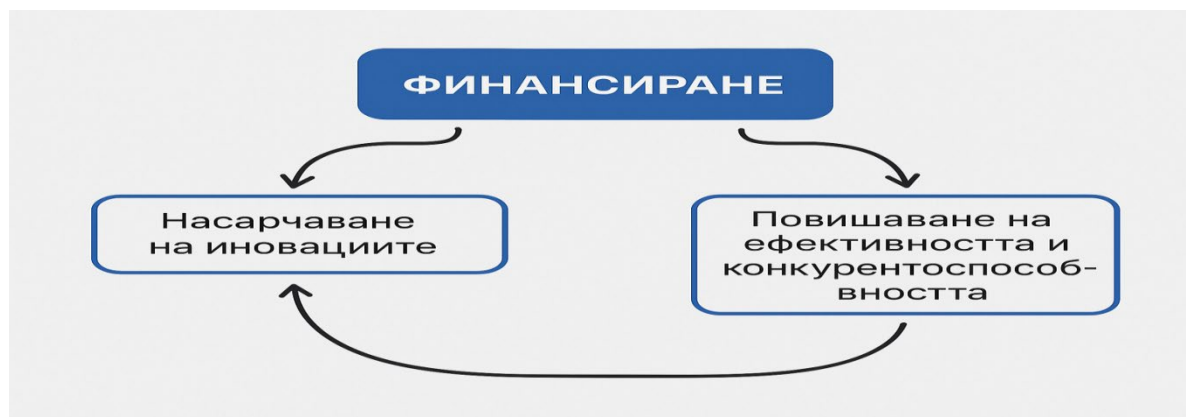 ФИНАНСИРАНЕ
Насарчаване
на иновациите
Повишаване на
ефективността и
конкурентоспособ-
вността